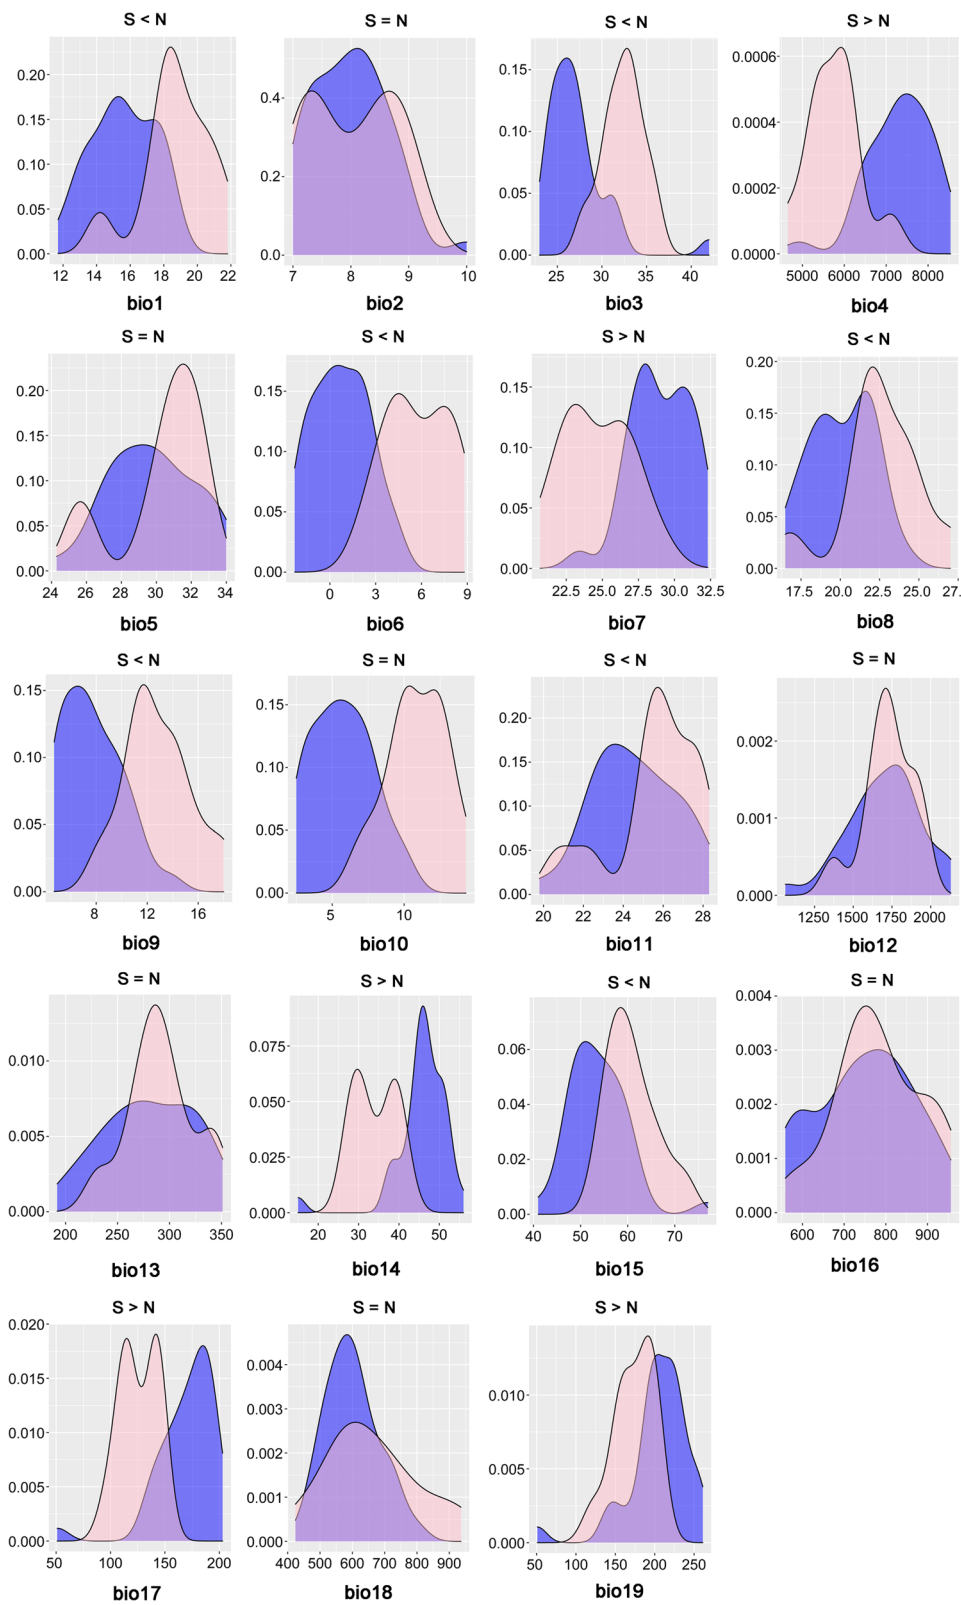 S < N
S = N
S < N
S > N
0.20
0.15
0.10
0.05
0.00
12 14 16 18 20 22
bio1
0.4
0.2
0.0
7 8 9 10
bio2
0.15
0.10
0.05
0.00
25 30 35 40
bio3
0.0006
0.0004
0.0002
0.0000
5000 6000 7000 8000
bio4
S = N
S < N
S > N
S < N
0.20
0.15
0.10
0.05
0.00
24 26 28 30 32 34
bio5
0.15
0.10
0.05
0.00
0 3 6 9
bio6
0.15
0.10
0.05
0.00
22.5 25.0 27.5 30.0 32.5
bio7
0.20
0.15
0.10
0.05
0.00
17.5 20.0 22.5 25.0 27.
bio8
S < N
S = N
S < N
S = N
0.15
0.10
0.05
0.00
8 12 16
bio9
0.15
0.10
0.05
0.00
5 10
bio10
0.20
0.15
0.10
0.05
0.00
20 22 24 26 28
bio11
0.002
0.001
0.000
1250 1500 1750 2000
bio12
S = N
S > N
S < N
S = N
0.010
0.005
0.000
200 250 300 350
bio13
0.075
0.050
0.025
0.000
20 30 40 50
bio14
0.06
0.04
0.02
0.00
40 50 60 70
bio15
0.004
0.003
0.002
0.001
0.000
600 700 800 900
bio16
S > N
S = N
S > N
0.020
0.015
0.010
0.005
0.000
50 100 150 200
bio17
0.004
0.003
0.002
0.001
0.000
400 500 600 700 800 900
bio18
0.010
0.005
0.000
50 100 150 200 250
bio19